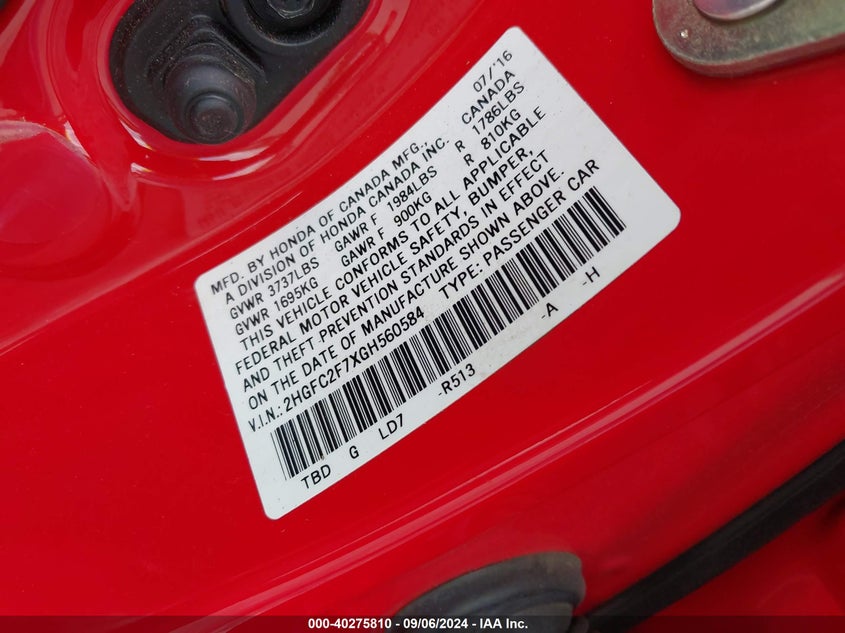 MFD. BY HONDA OF CANADA MFG. 07/'16
A DIVISION OF HONDA CANADA INC. CANADA
GVWR 3737LBS GAWR F 1984LBS R 1786LBS
GVWR 1695KG GAWR F 900KG R 810KG
THIS VEHICLE CONFORMS TO ALL APPLICABLE
FEDERAL MOTOR VEHICLE SAFETY, BUMPER,
AND THEFT PREVENTION STANDARDS IN EFFECT
ON THE DATE OF MANUFACTURE SHOWN ABOVE.
V.I.N.: 2HGFC2F7XGH560584 TYPE: PASSENGER CAR
TBD G LD7 -R513 -A -H
000-40275810 - 09/06/2024 - IAA Inc.